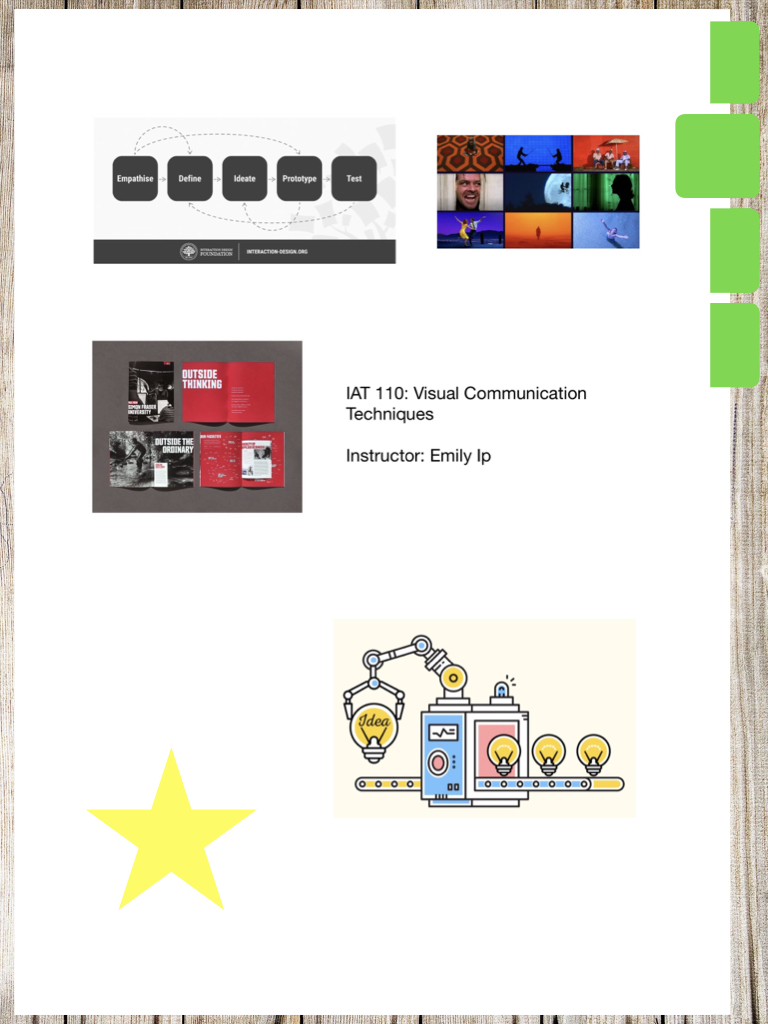 Empathise
Define
Ideate
Prototype
Test
INTERACTION DESIGN
FOUNDATION
INTERACTION-DESIGN.ORG
OUTSIDE
THINKING
SIMON FRASER
UNIVERSITY
OUTSIDE THE
ORDINARY
IAT 110: Visual Communication
Techniques
Instructor: Emily Ip
Idea